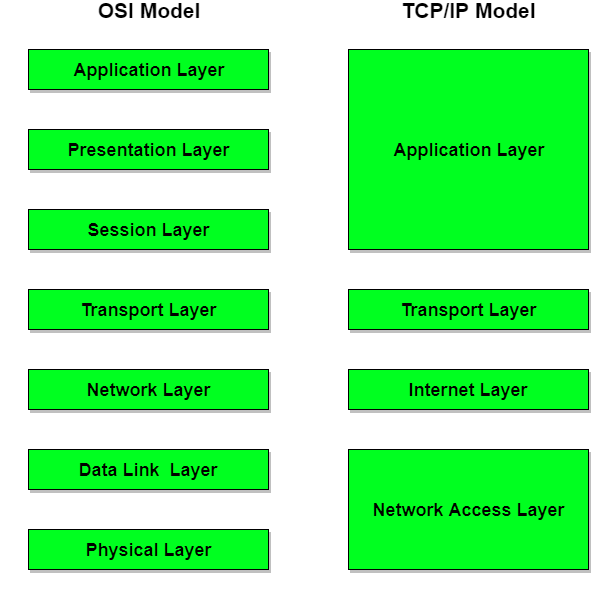 OSI Model
TCP/IP Model
Application Layer
Presentation Layer
Session Layer
Transport Layer
Network Layer
Data Link  Layer
Physical Layer
Application Layer
Transport Layer
Internet Layer
Network Access Layer